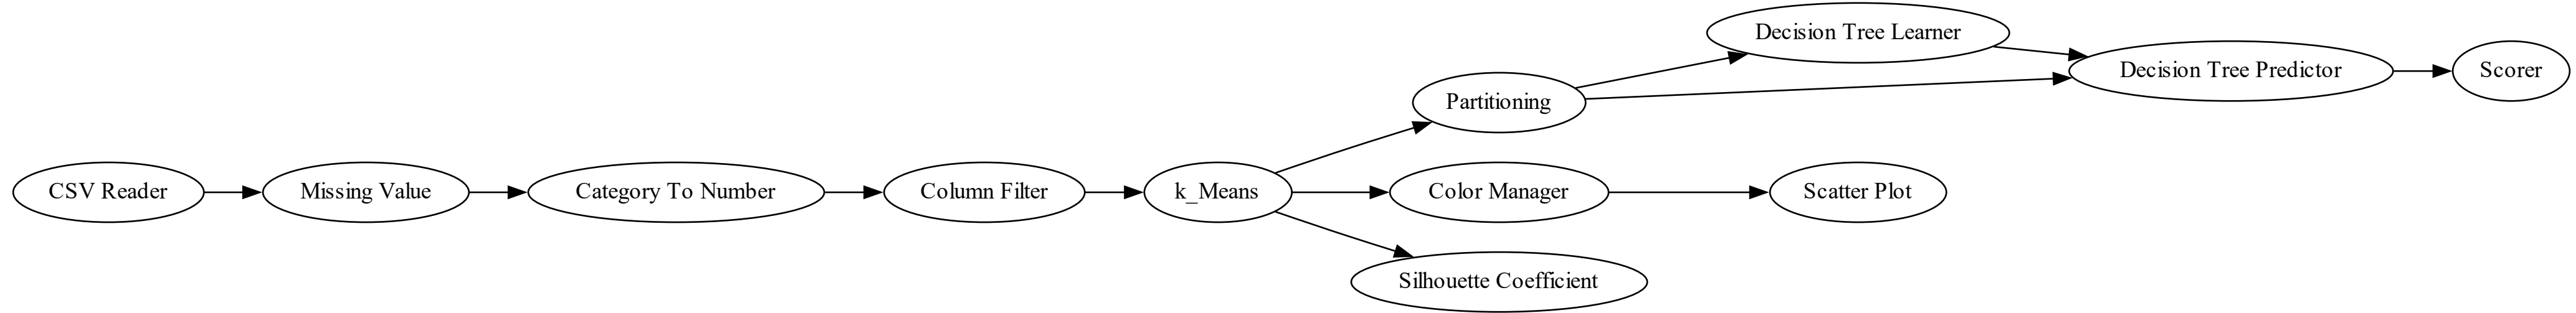 CSV Reader
Missing Value
Category To Number
Column Filter
k_Means
Partitioning
Decision Tree Learner
Decision Tree Predictor
Scorer
Color Manager
Scatter Plot
Silhouette Coefficient